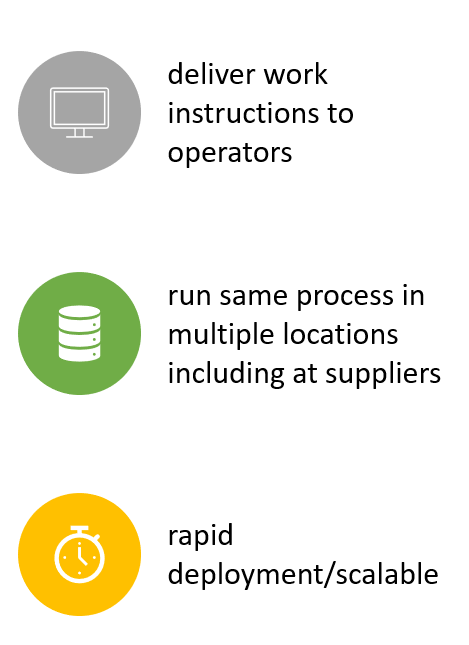 deliver work
instructions to
operators
run same process in
multiple locations
including at suppliers
rapid
deployment/scalable